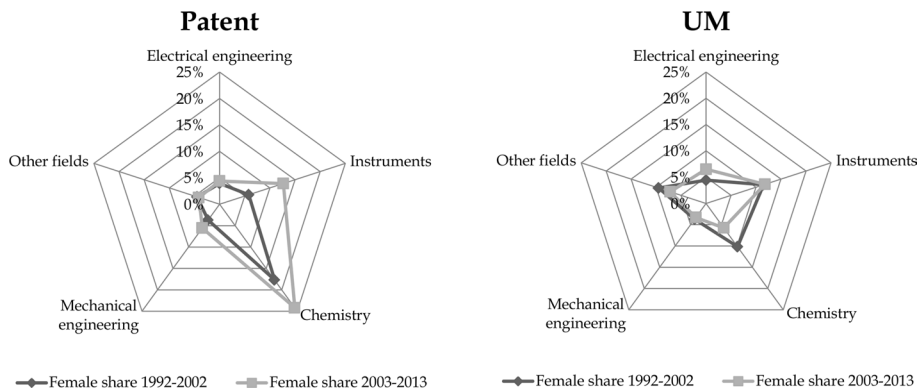 Patent
Electrical engineering
25%
20%
15%
10%
5%
0%
Instruments
Chemistry
Mechanical
engineering
Other fields
Female share 1992-2002
Female share 2003-2013
UM
Electrical engineering
25%
20%
15%
10%
5%
0%
Instruments
Chemistry
Mechanical
engineering
Other fields
Female share 1992-2002
Female share 2003-2013